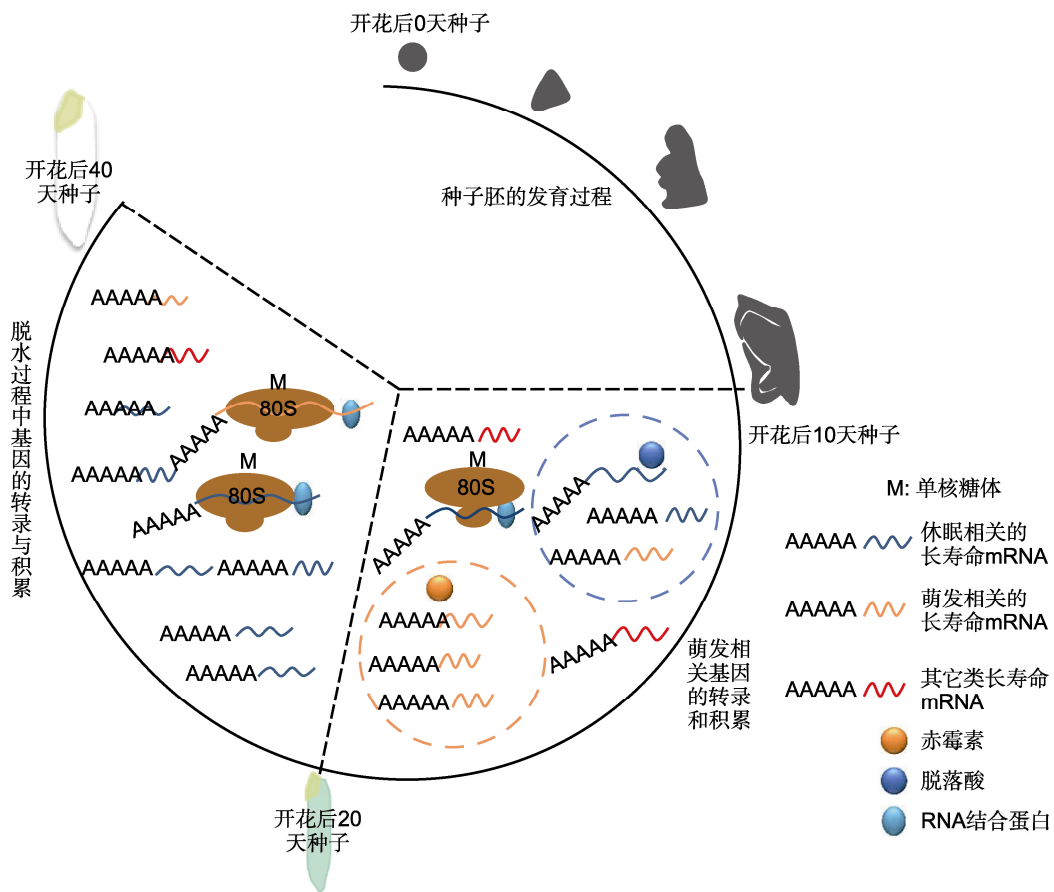 开花后0天种子
开花后40
天种子
种子胚的发育过程
开花后10天种子
脱水过程中基因的转录与积累
AAAAA
AAAAA
AAAAA
AAAAA
AAAAA
M
80S
M
80S
AAAAA
AAAAA
AAAAA
AAAAA
AAAAA
AAAAA
M
80S
AAAAA
AAAAA
AAAAA
AAAAA
AAAAA
AAAAA
AAAAA
AAAAA
萌发相
关基因
的转录
和积累
开花后20
天种子
M: 单核糖体
AAAAA
休眠相关的
长寿命mRNA
AAAAA
萌发相关的
长寿命mRNA
AAAAA
其它类长寿命
mRNA
赤霉素
脱落酸
RNA结合蛋白